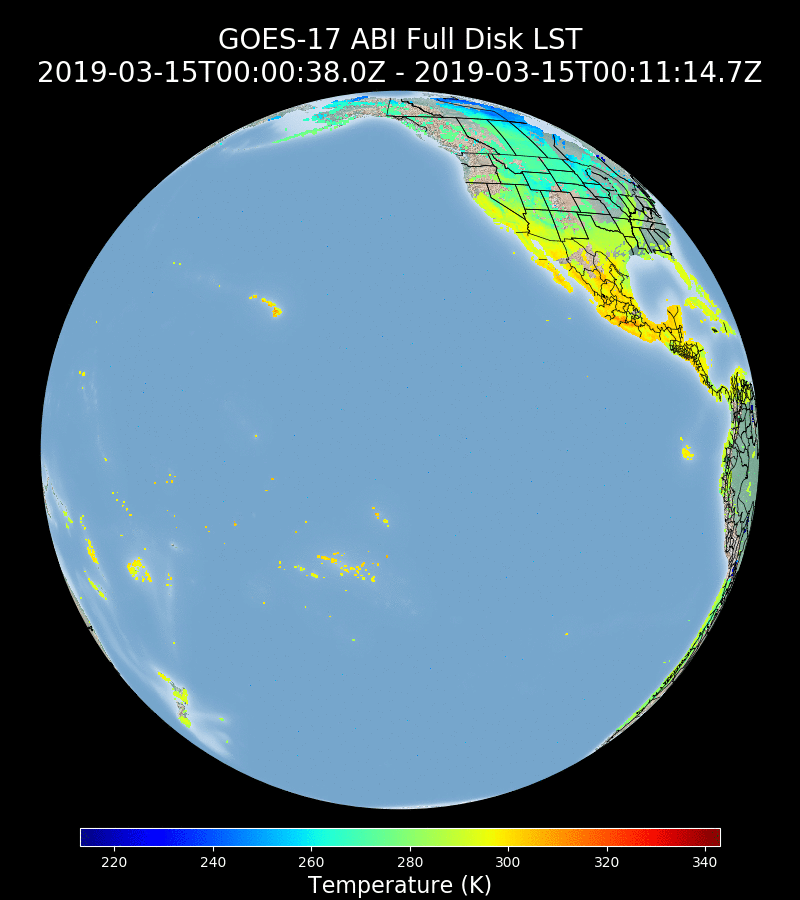 GOES-17 ABI Full Disk LST
2019-03-15T00:00:38.0Z - 2019-03-15T00:11:14.7Z
220 240 260 280 300 320 340
Temperature (K)